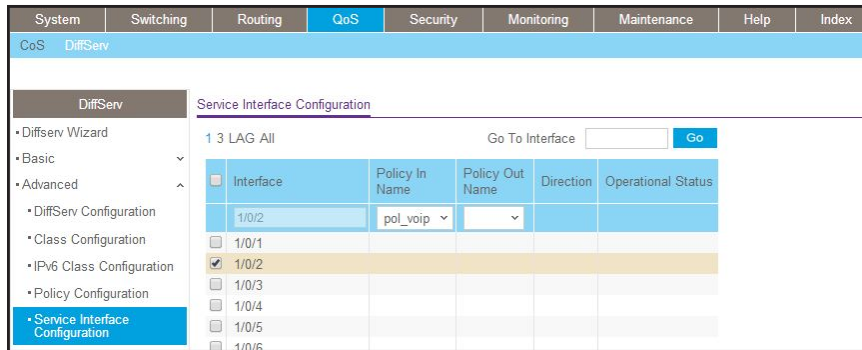 System Switching Routing QoS Security Monitoring Maintenance Help Index
CoS DiffServ
DiffServ
Diffserv Wizard
Basic
Advanced
DiffServ Configuration
Class Configuration
IPv6 Class Configuration
Policy Configuration
Service Interface
Configuration
Service Interface Configuration
1 3 LAG All Go To Interface Go
Interface Policy In Name Policy Out Name Direction Operational Status
1/0/2 pol_voip
1/0/1
1/0/2
1/0/3
1/0/4
1/0/5
1/0/6